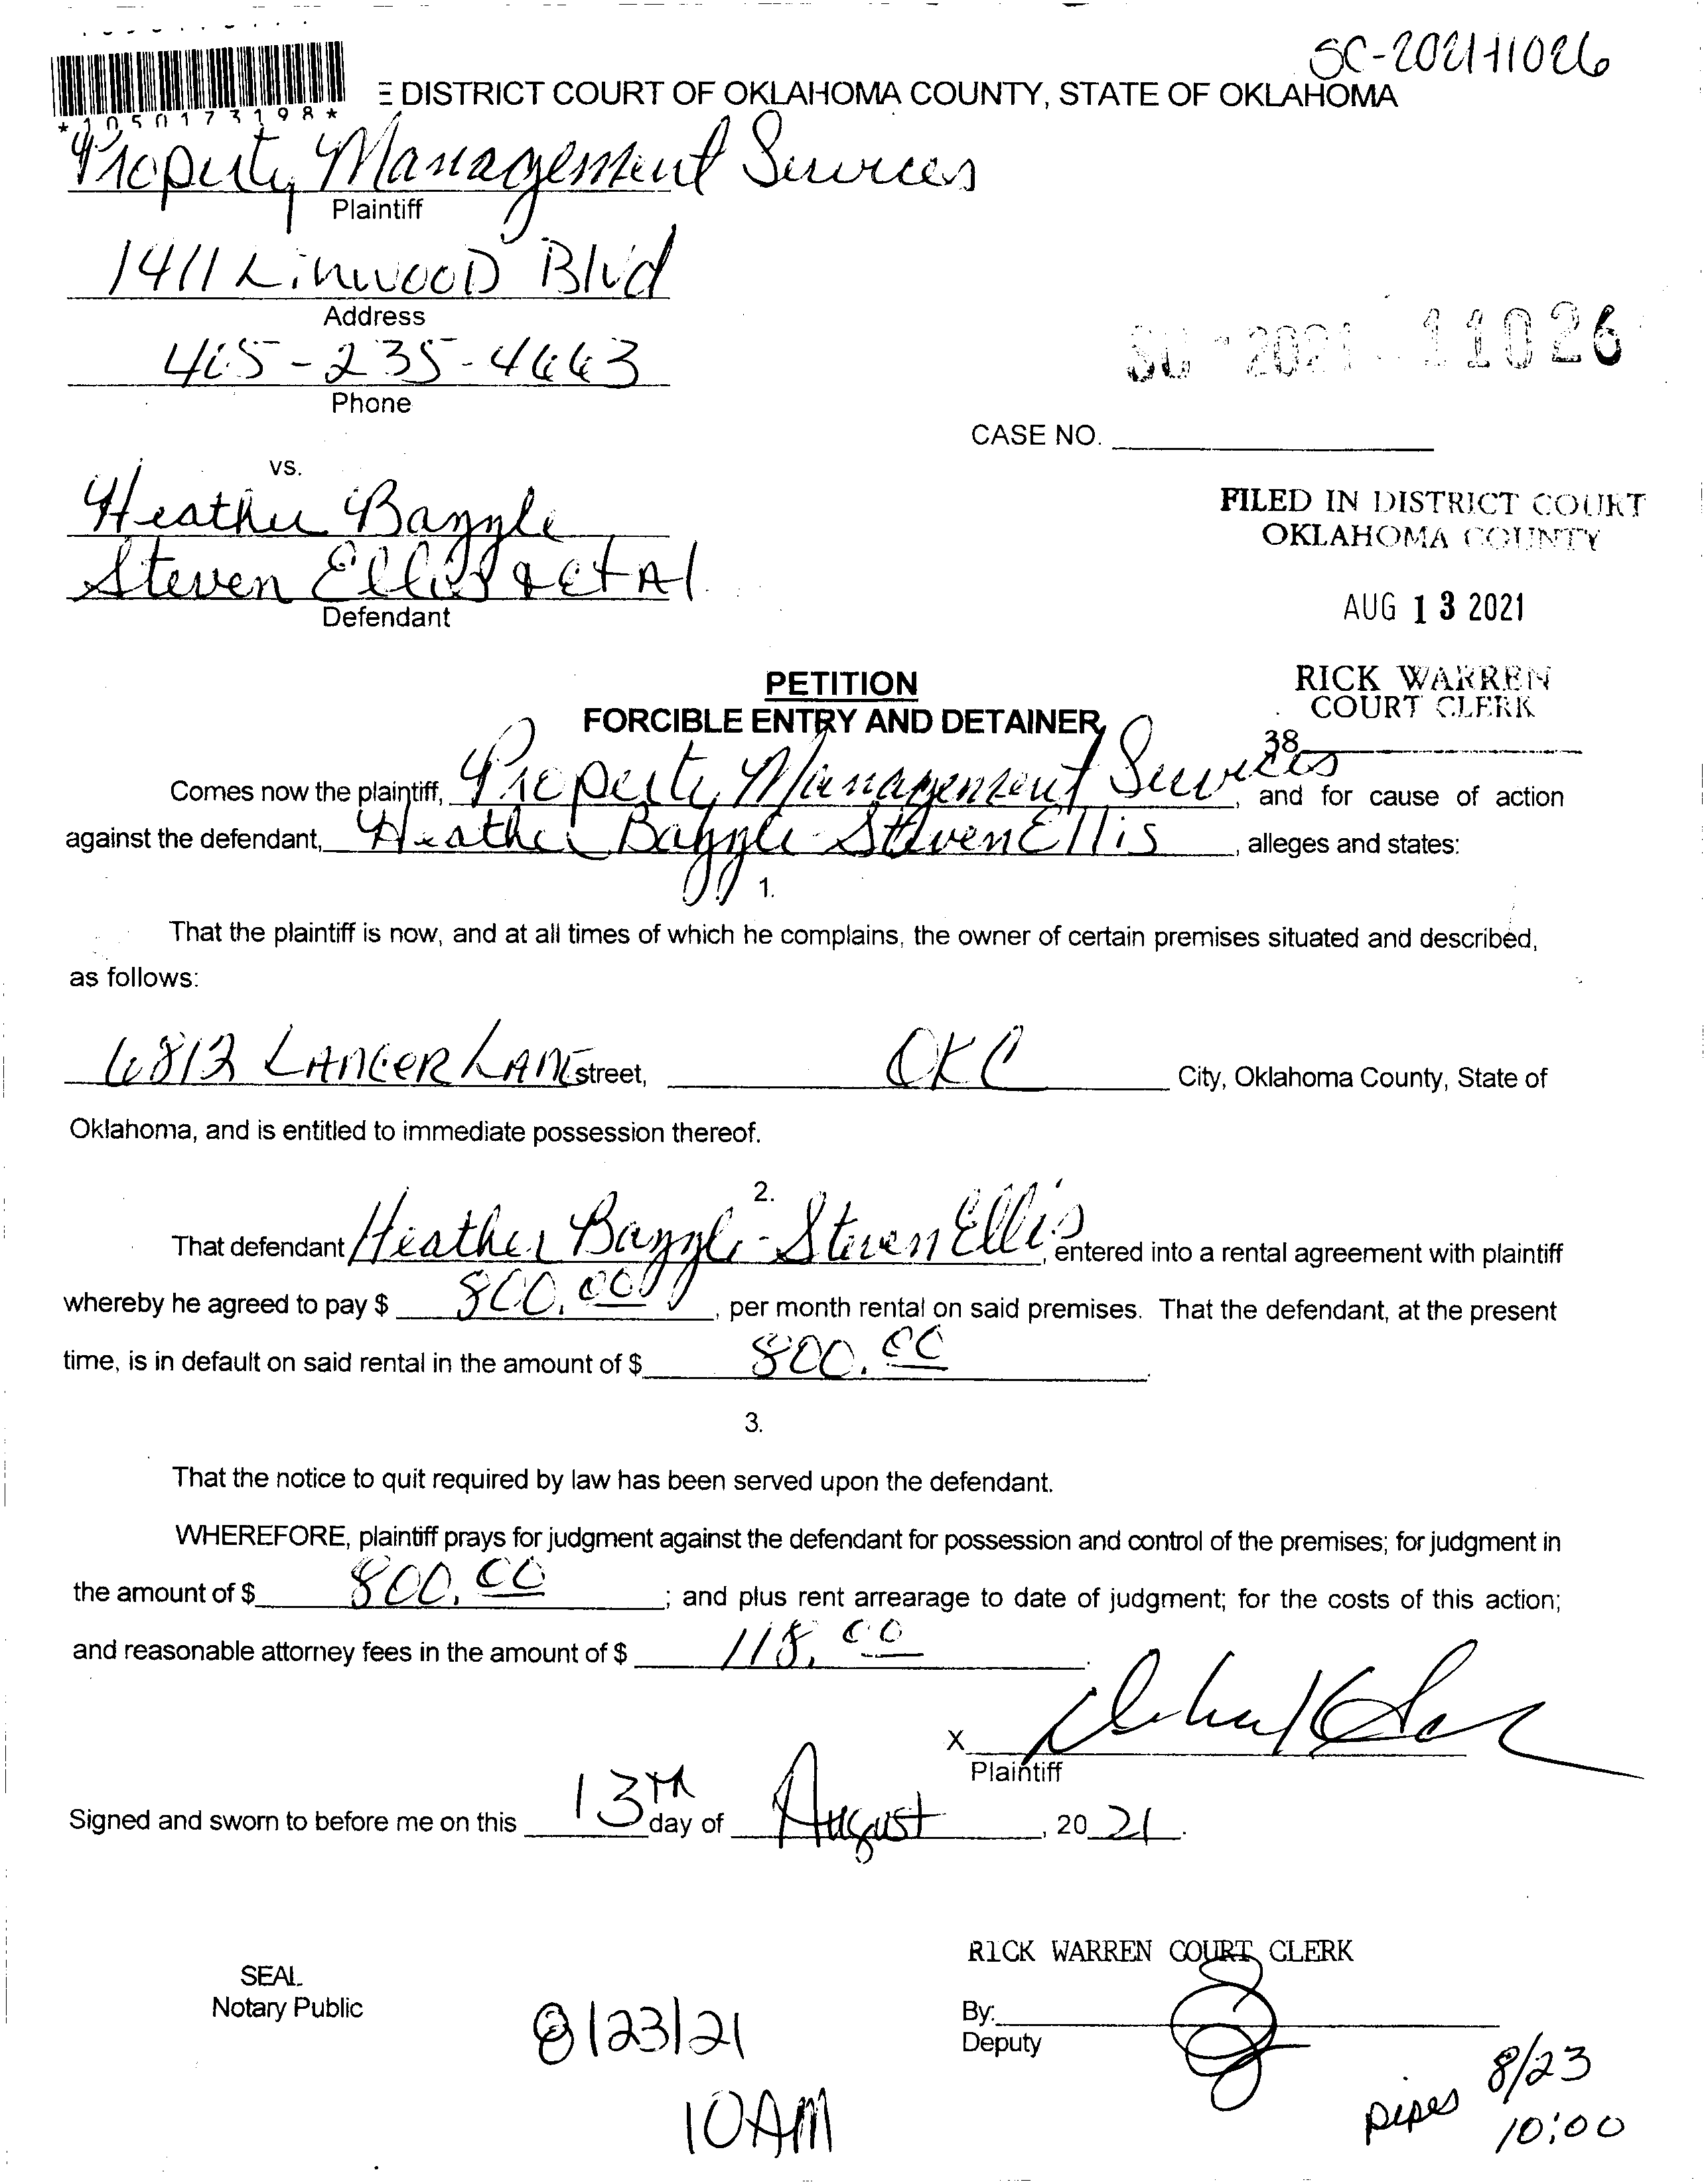 SC-2021-11026
E DISTRICT COURT OF OKLAHOMA COUNTY, STATE OF OKLAHOMA
*1050173198*
Property Management Services
Plaintiff
1411 Linwood Blvd
Address
405-235-4663
Phone
SC - 2021 - 11026
CASE NO.
vs.
Heather Bazzle
FILED IN DISTRICT COURT
OKLAHOMA COUNTY
Steven Ellis & et Al
Defendant
AUG 13 2021
PETITION
RICK WARREN
COURT CLERK
FORCIBLE ENTRY AND DETAINER
38
Comes now the plaintiff, Property Management Services, and for cause of action
against the defendant, Heather Bazzle - Steven Ellis, alleges and states:
1.
That the plaintiff is now, and at all times of which he complains, the owner of certain premises situated and described,
as follows:
6812 LANCER LANE street, OKC City, Oklahoma County, State of
Oklahoma, and is entitled to immediate possession thereof.
2.
That defendant Heather Bazzle - Steven Ellis, entered into a rental agreement with plaintiff
whereby he agreed to pay $ 800.00, per month rental on said premises. That the defendant, at the present
time, is in default on said rental in the amount of $ 800.00.
3.
That the notice to quit required by law has been served upon the defendant.
WHEREFORE, plaintiff prays for judgment against the defendant for possession and control of the premises; for judgment in
the amount of $ 800.00; and plus rent arrearage to date of judgment; for the costs of this action;
and reasonable attorney fees in the amount of $ 118.00.
X
Plaintiff
Signed and sworn to before me on this 13th day of August, 20 21.
RICK WARREN COURT CLERK
SEAL
Notary Public
By:
Deputy
8/23/21
10AM
pipes 8/23
10:00